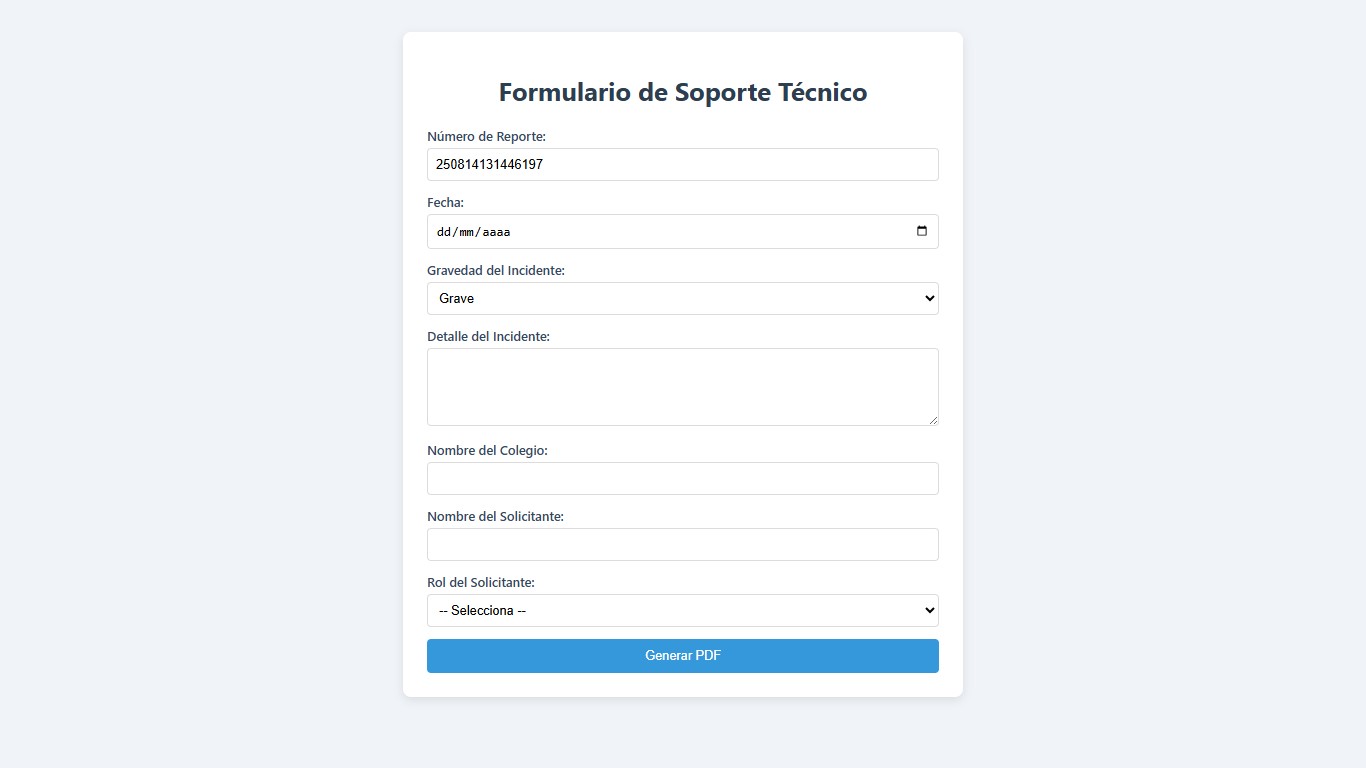 Formulario de Soporte Técnico
Número de Reporte:
250814131446197
Fecha:
dd/mm/aaaa
Gravedad del Incidente:
Grave
Detalle del Incidente:
Nombre del Colegio:
Nombre del Solicitante:
Rol del Solicitante:
-- Selecciona --
Generar PDF